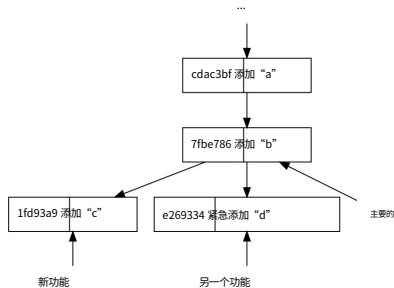 ...
cdac3bf 添加“a”
7fbe786 添加“b”
1fd93a9 添加“c”
e269334 紧急添加“d”
主要的
新功能
另一个功能